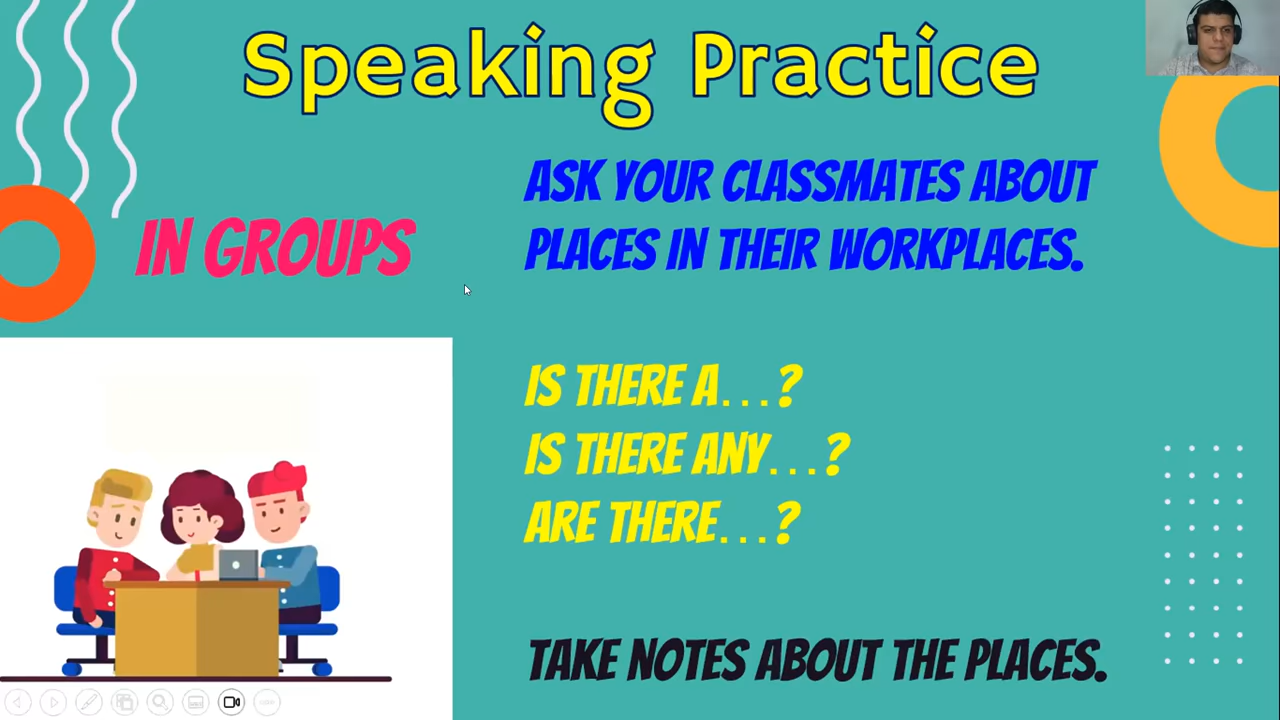 Speaking Practice
IN GROUPS
ASK YOUR CLASSMATES ABOUT
PLACES IN THEIR WORKPLACES.
IS THERE A...?
IS THERE ANY...?
ARE THERE...?
TAKE NOTES ABOUT THE PLACES.